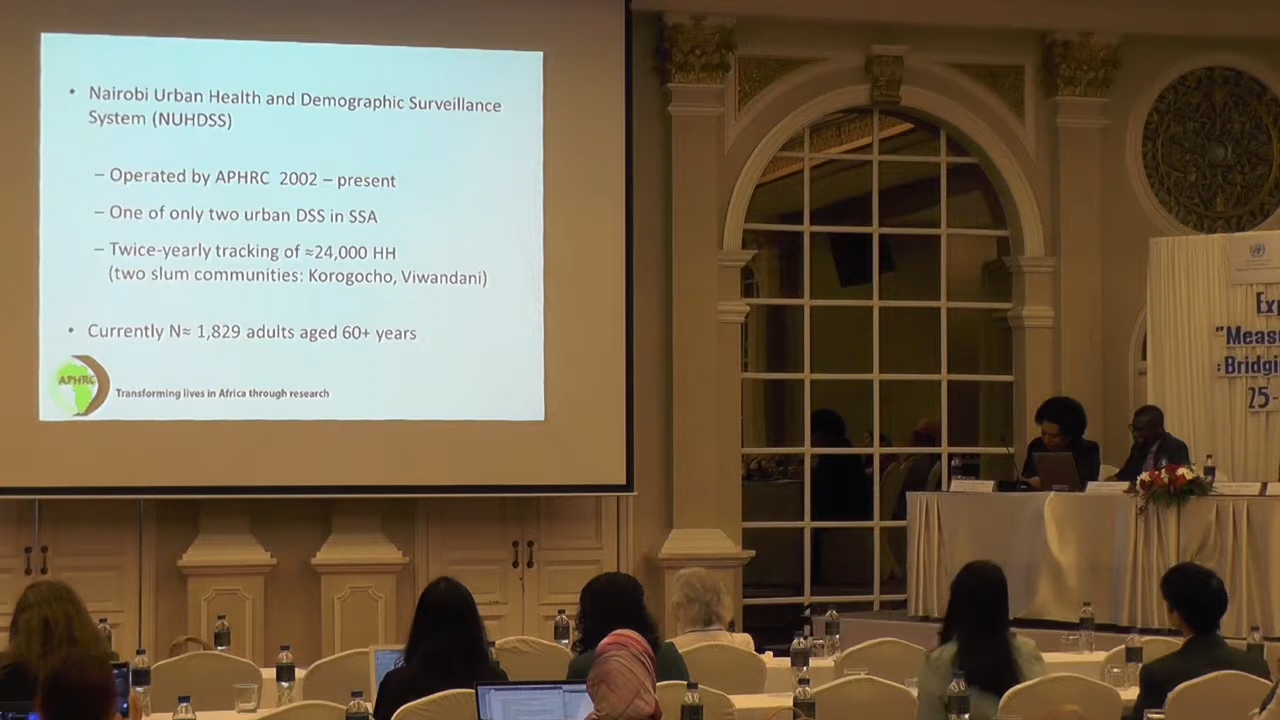 • Nairobi Urban Health and Demographic Surveillance
System (NUHDSS)
– Operated by APHRC 2002 – present
– One of only two urban DSS in SSA
– Twice-yearly tracking of ≈24,000 HH
(two slum communities: Korogocho, Viwandani)
• Currently N≈ 1,829 adults aged 60+ years
APHRC
Transforming lives in Africa through research
Exp
"Meas
: Bridgi
25-